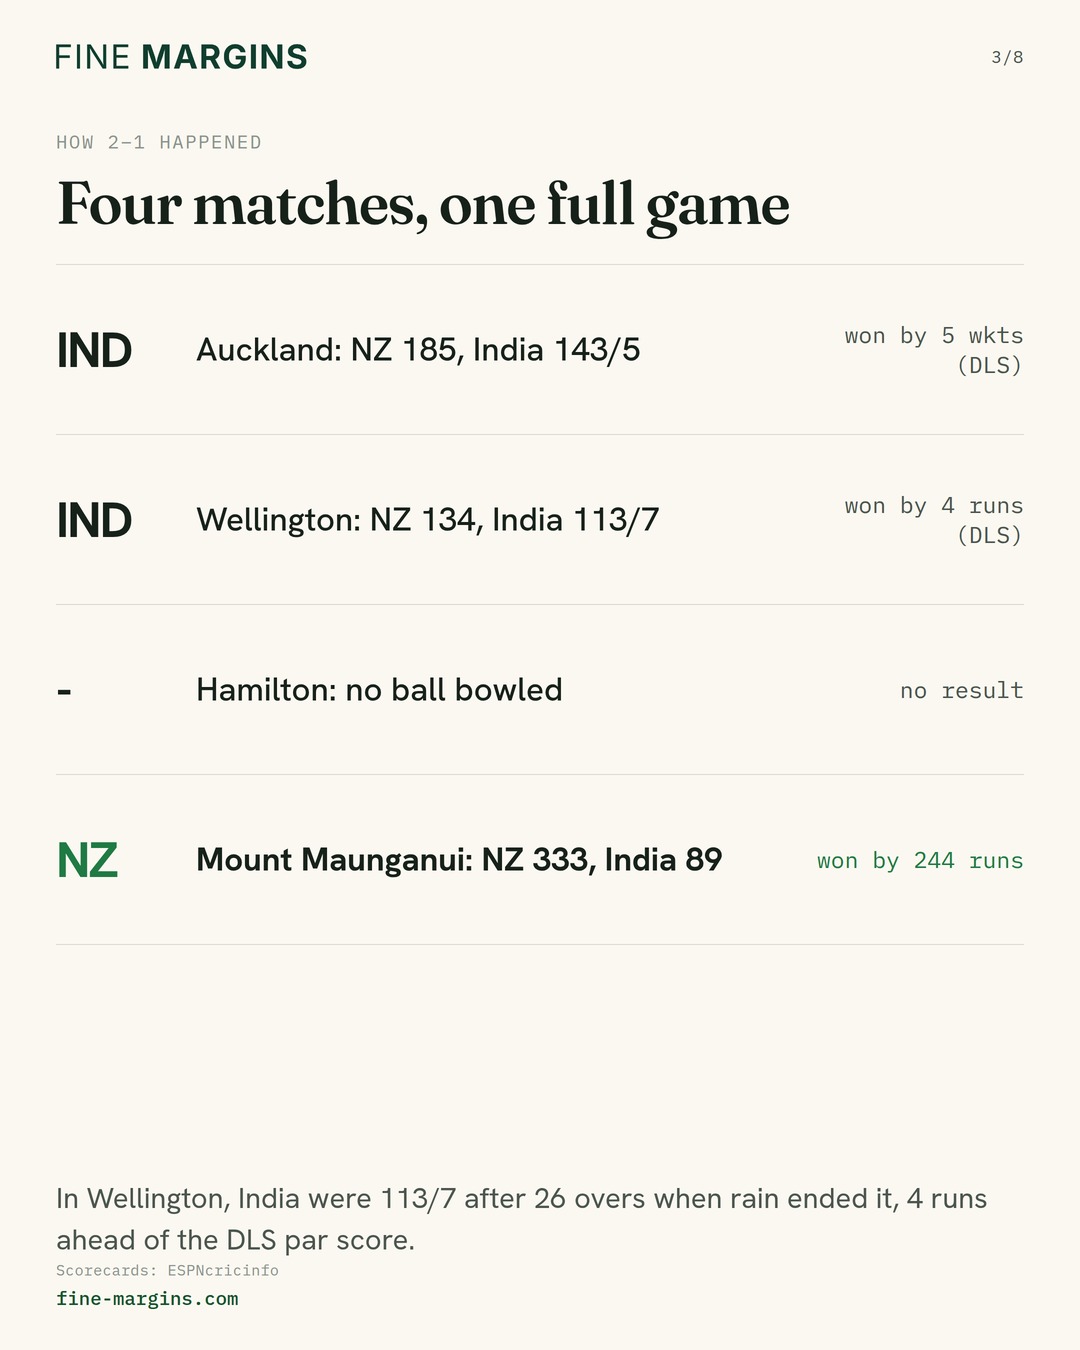 FINE MARGINS
3/8
HOW 2–1 HAPPENED
Four matches, one full game
IND
Auckland: NZ 185, India 143/5
won by 5 wkts
(DLS)
IND
Wellington: NZ 134, India 113/7
won by 4 runs
(DLS)
-
Hamilton: no ball bowled
no result
NZ
Mount Maunganui: NZ 333, India 89
won by 244 runs
In Wellington, India were 113/7 after 26 overs when rain ended it, 4 runs
ahead of the DLS par score.
Scorecards: ESPNcricinfo
fine-margins.com